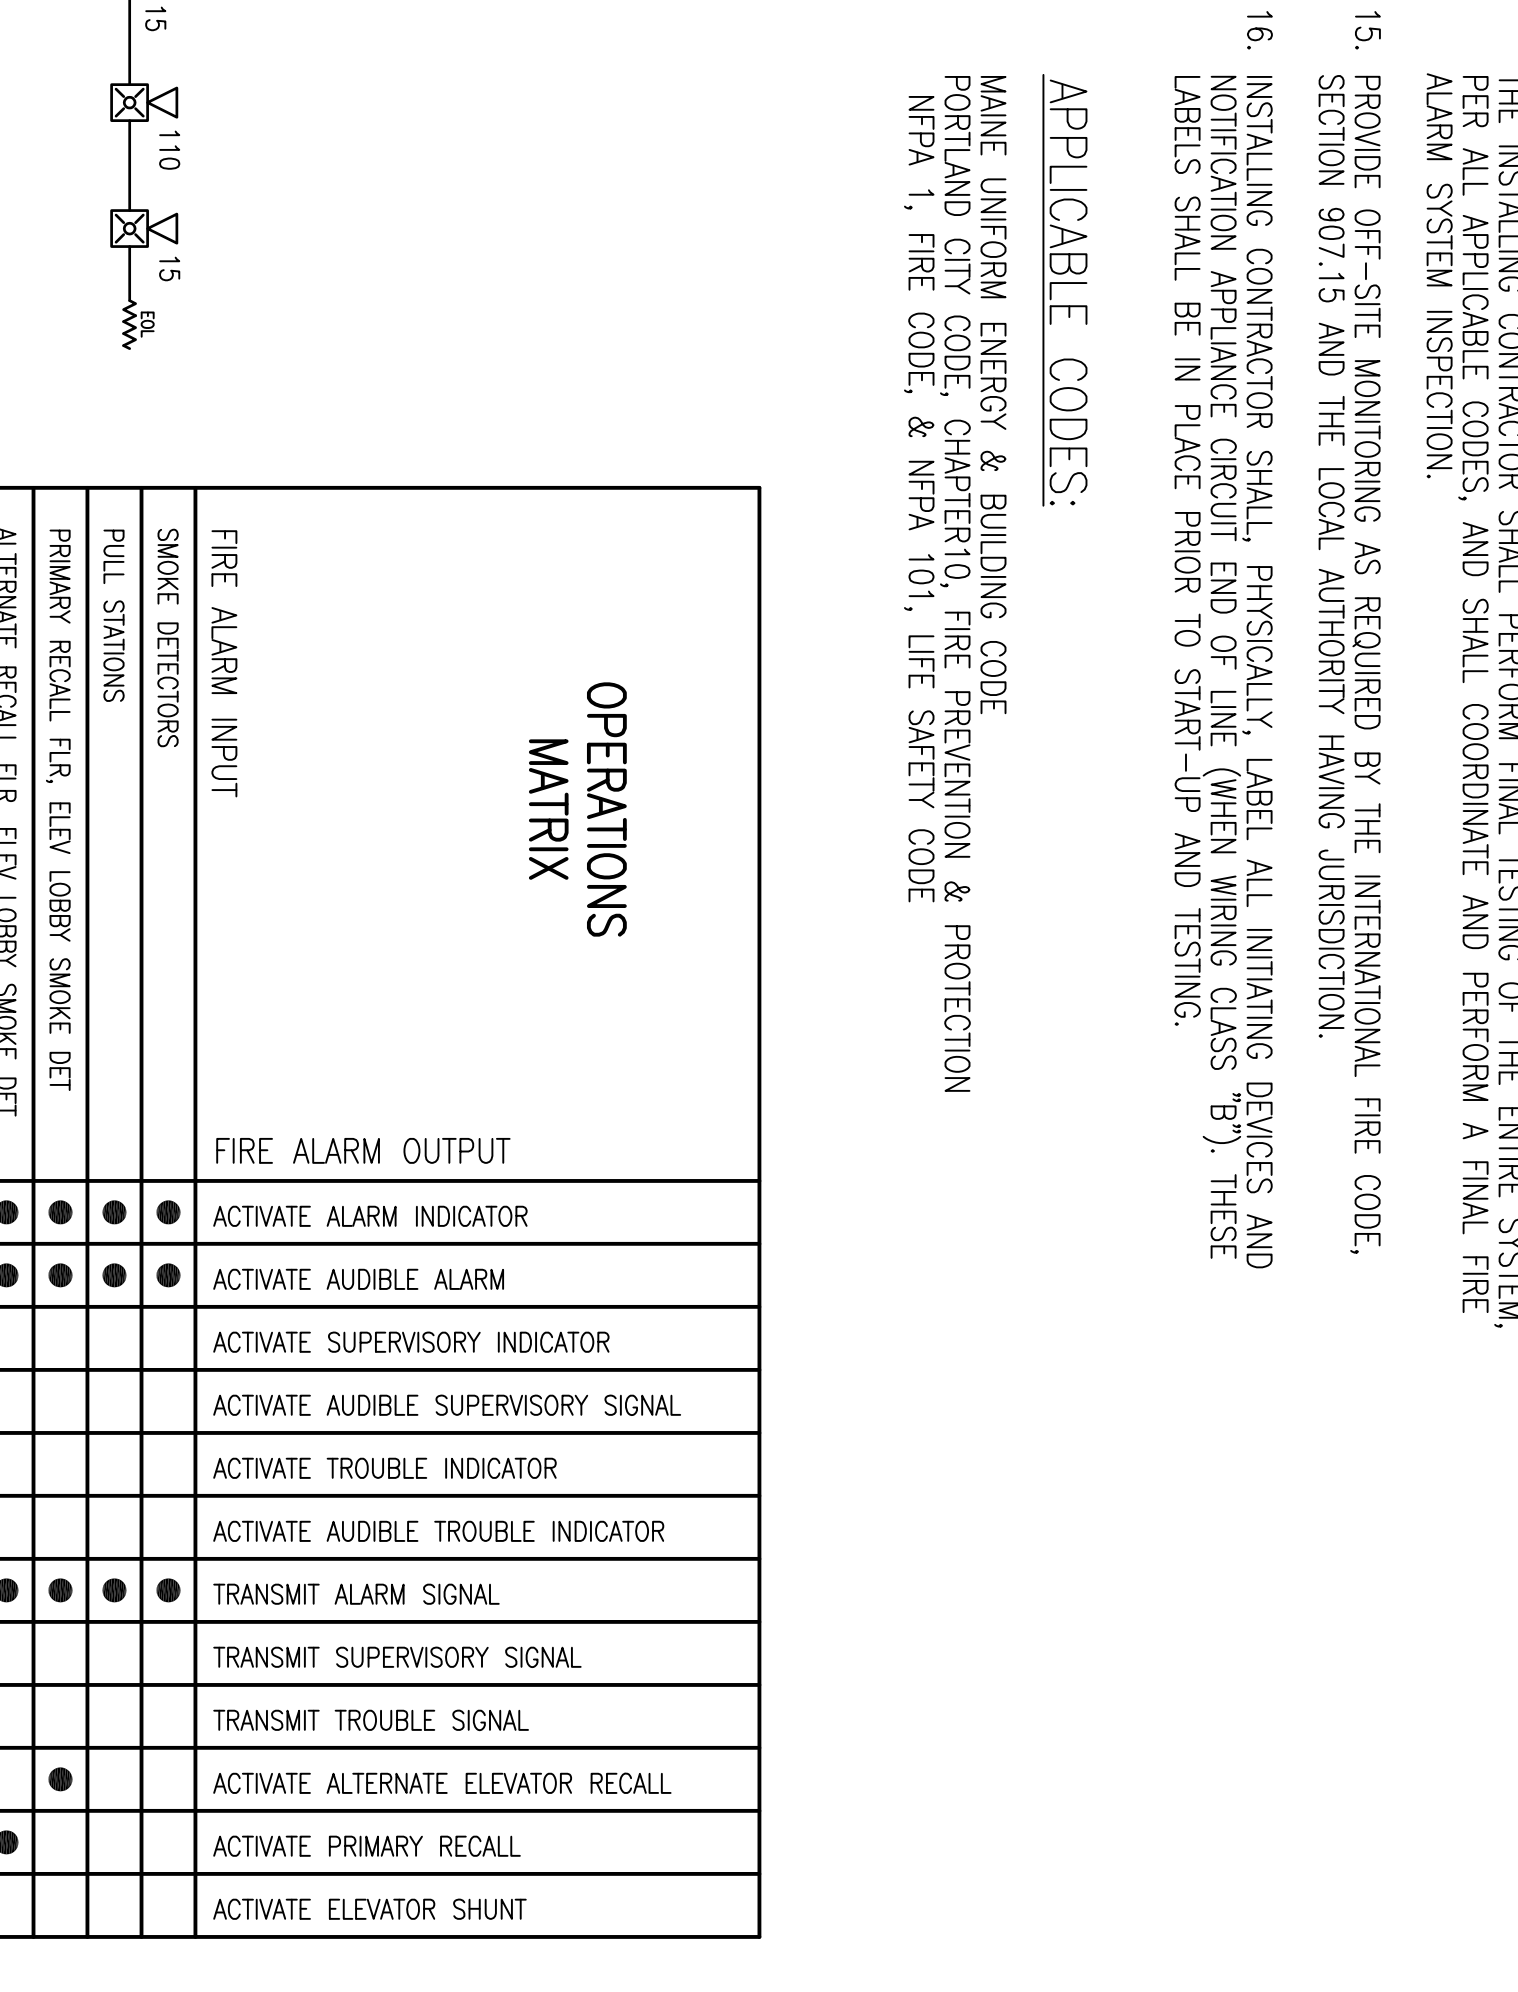 THE INSTALLING CONTRACTOR SHALL PERFORM FINAL TESTING OF THE ENTIRE SYSTEM,
PER ALL APPLICABLE CODES, AND SHALL COORDINATE AND PERFORM A FINAL FIRE
ALARM SYSTEM INSPECTION.
15. PROVIDE OFF-SITE MONITORING AS REQUIRED BY THE INTERNATIONAL FIRE CODE,
SECTION 907.15 AND THE LOCAL AUTHORITY HAVING JURISDICTION.
16. INSTALLING CONTRACTOR SHALL, PHYSICALLY, LABEL ALL INITIATING DEVICES AND
NOTIFICATION APPLIANCE CIRCUIT END OF LINE (WHEN WIRING CLASS "B"). THESE
LABELS SHALL BE IN PLACE PRIOR TO START-UP AND TESTING.
APPLICABLE CODES:
MAINE UNIFORM ENERGY & BUILDING CODE
PORTLAND CITY CODE, CHAPTER10, FIRE PREVENTION & PROTECTION
NFPA 1, FIRE CODE, & NFPA 101, LIFE SAFETY CODE
OPERATIONS
MATRIX
FIRE ALARM OUTPUT
ACTIVATE ALARM INDICATOR
ACTIVATE AUDIBLE ALARM
ACTIVATE SUPERVISORY INDICATOR
ACTIVATE AUDIBLE SUPERVISORY SIGNAL
ACTIVATE TROUBLE INDICATOR
ACTIVATE AUDIBLE TROUBLE INDICATOR
TRANSMIT ALARM SIGNAL
TRANSMIT SUPERVISORY SIGNAL
TRANSMIT TROUBLE SIGNAL
ACTIVATE ALTERNATE ELEVATOR RECALL
ACTIVATE PRIMARY RECALL
ACTIVATE ELEVATOR SHUNT
FIRE ALARM INPUT
SMOKE DETECTORS
PULL STATIONS
PRIMARY RECALL FLR, ELEV LOBBY SMOKE DET
ALTERNATE RECALL FLR ELEV LOBBY SMOKE DET
15
110
15
EOL